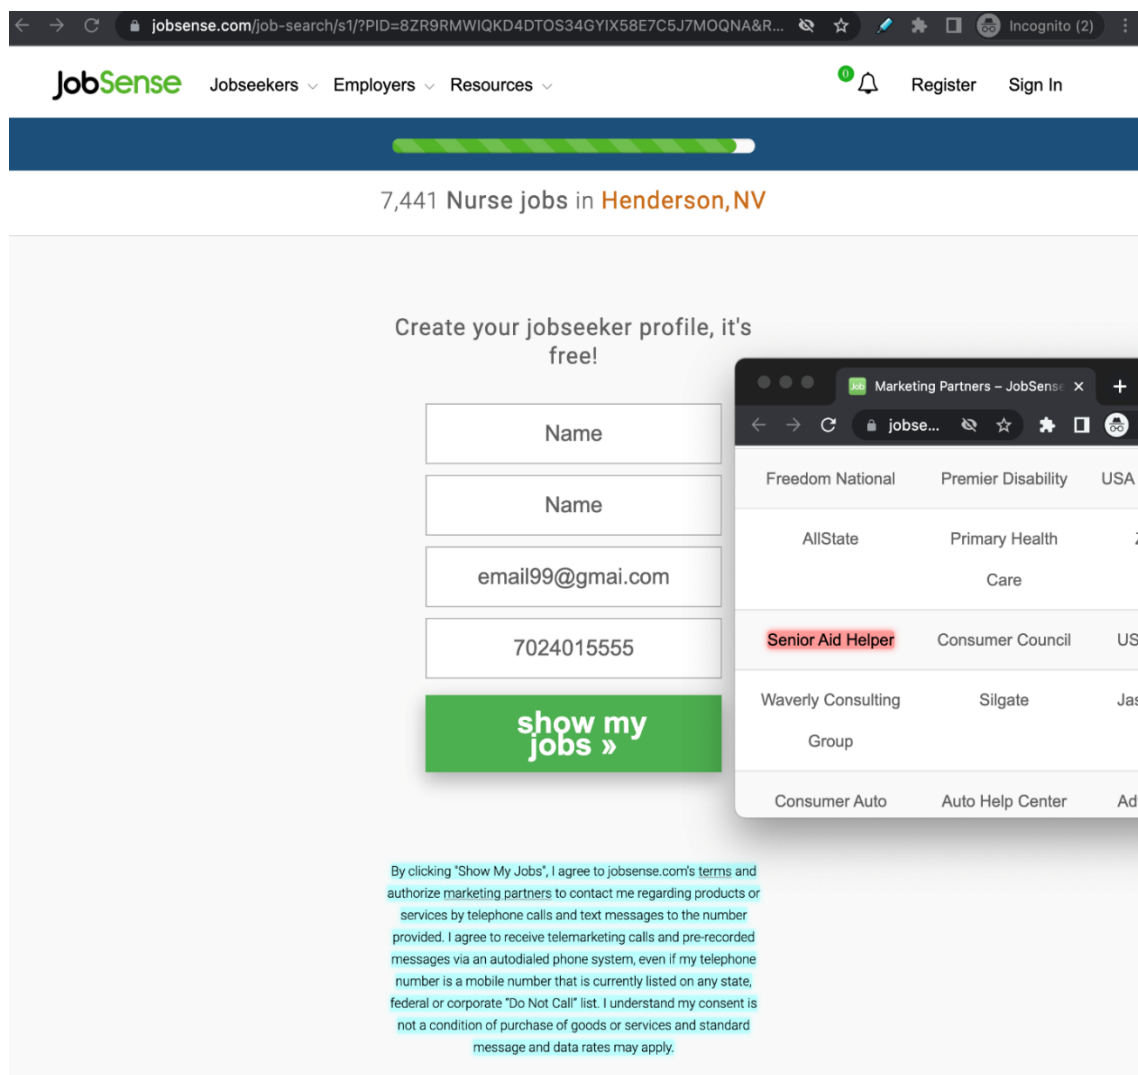 jobsense.com/job-search/s1/?PID=8ZR9RMWIQKD4DTOS34GYIX58E7C5J7MOQNA&R... Incognito (2)
JobSense Jobseekers Employers Resources 0 Register Sign In
7,441 Nurse jobs in Henderson, NV
Create your jobseeker profile, it's
free!
Name
Name
email99@gmai.com
7024015555
show my
jobs »
Job Marketing Partners – JobSense
jobse...
Freedom National Premier Disability USA
AllState Primary Health
Care
Senior Aid Helper Consumer Council US
Waverly Consulting Silgate Jas
Group
Consumer Auto Auto Help Center Ad
By clicking "Show My Jobs", I agree to jobsense.com's terms and
authorize marketing partners to contact me regarding products or
services by telephone calls and text messages to the number
provided. I agree to receive telemarketing calls and pre-recorded
messages via an autodialed phone system, even if my telephone
number is a mobile number that is currently listed on any state,
federal or corporate "Do Not Call" list. I understand my consent is
not a condition of purchase of goods or services and standard
message and data rates may apply.